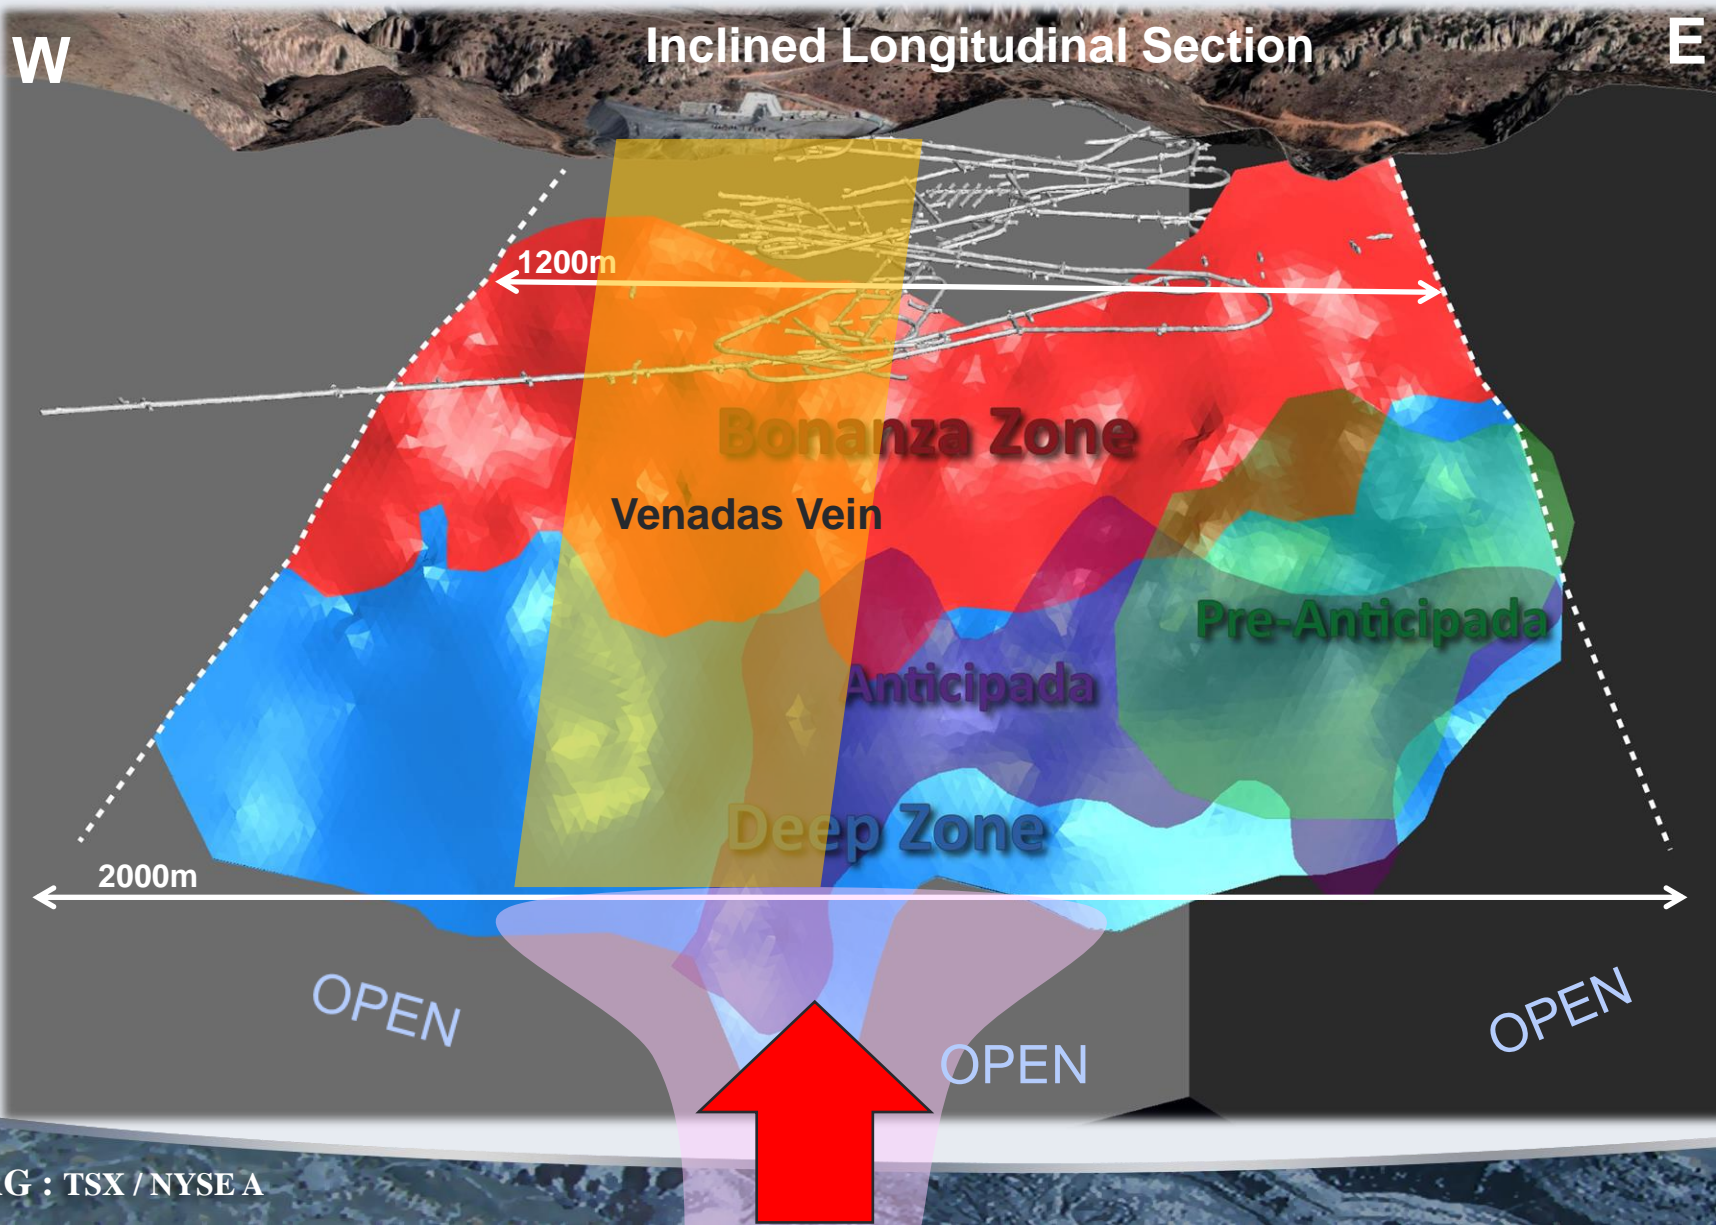 W
Inclined Longitudinal Section
E
1200m
Bonanza Zone
Venadas Vein
Pre-Anticipada
Anticipada
Deep Zone
2000m
OPEN
OPEN
OPEN
G : TSX / NYSE A